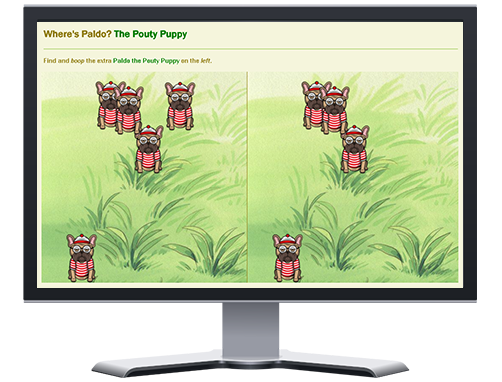 Where's Paldo? The Pouty Puppy
Find and boop the extra Paldo the Pouty Puppy on the left.